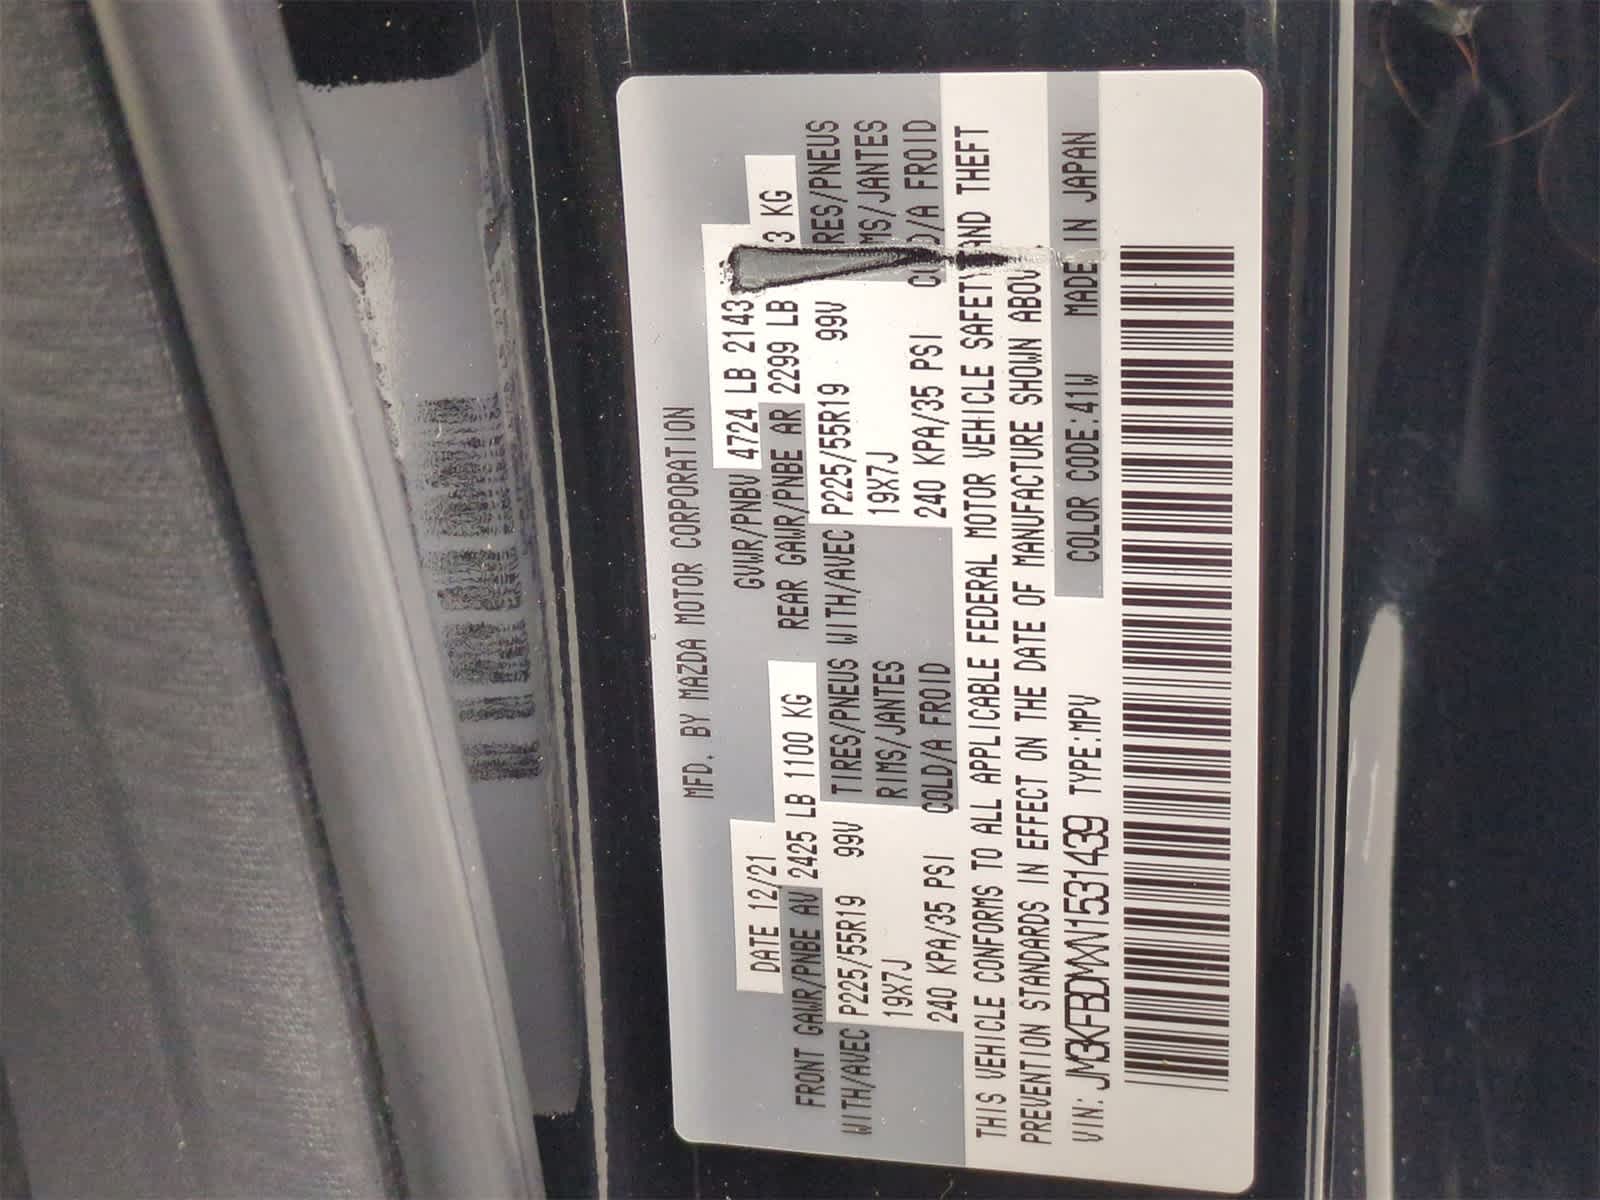 MFD. BY MAZDA MOTOR CORPORATION
DATE 12/21 GVWR/PNBV 4724 LB 2143
FRONT GAWR/PNBE AV 2425 LB 1100 KG REAR GAWR/PNBE AR 2299 LB KG
WITH/AVEC P225/55R19 99V TIRES/PNEUS WITH/AVEC P225/55R19 99V PNEUS
19X7J RIMS/JANTES 19X7J JANTES
240 KPA/35 PSI COLD/A FROID 240 KPA/35 PSI COLD/A FROID
THIS VEHICLE CONFORMS TO ALL APPLICABLE FEDERAL MOTOR VEHICLE SAFETY AND THEFT
PREVENTION STANDARDS IN EFFECT ON THE DATE OF MANUFACTURE SHOWN ABOVE
VIN: JM3KFBDMXN1531439 TYPE:MPV COLOR CODE:41W MADE IN JAPAN